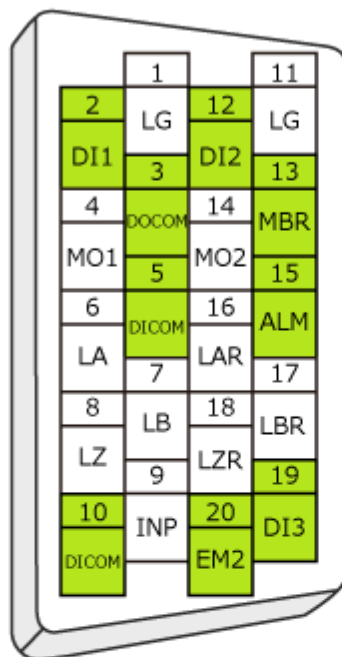 1 11
2 12
LG LG
DI1 3 DI2 13
4 DOCOM 14 MBR
MO1 5 MO2 15
6 DICOM 16 ALM
LA 7 LAR 17
8 LB 18 LBR
LZ 9 LZR 19
10 INP 20 DI3
DICOM EM2